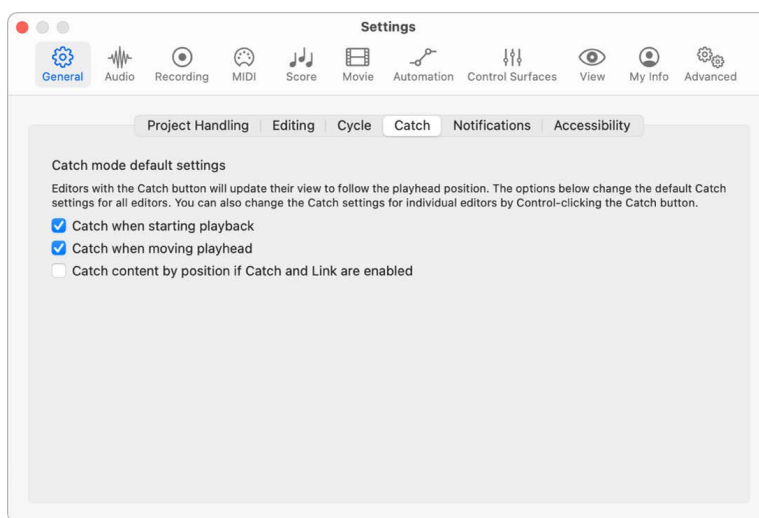 Settings
General Audio Recording MIDI Score Movie Automation Control Surfaces View My Info Advanced
Project Handling Editing Cycle Catch Notifications Accessibility
Catch mode default settings
Editors with the Catch button will update their view to follow the playhead position. The options below change the default Catch
settings for all editors. You can also change the Catch settings for individual editors by Control-clicking the Catch button.
Catch when starting playback
Catch when moving playhead
Catch content by position if Catch and Link are enabled